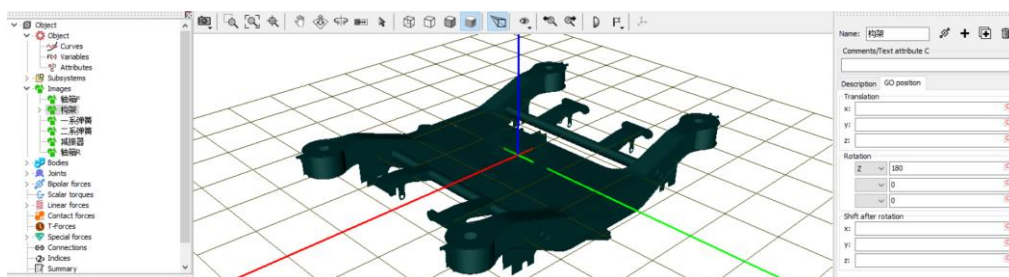 Object
Object
Curves
Variables
Attributes
Subsystems
Images
轴箱F
构架
一系弹簧
二系弹簧
减振器
轴箱R
Bodies
Joints
Bipolar forces
Scalar torques
Linear forces
Contact forces
T-Forces
Special forces
Connections
Indices
Summary
Name: 构架
Comments/Text attribute C
Description GO position
Translation
x:
y:
z:
Rotation
Z 180
0
0
Shift after rotation
x:
y:
z: